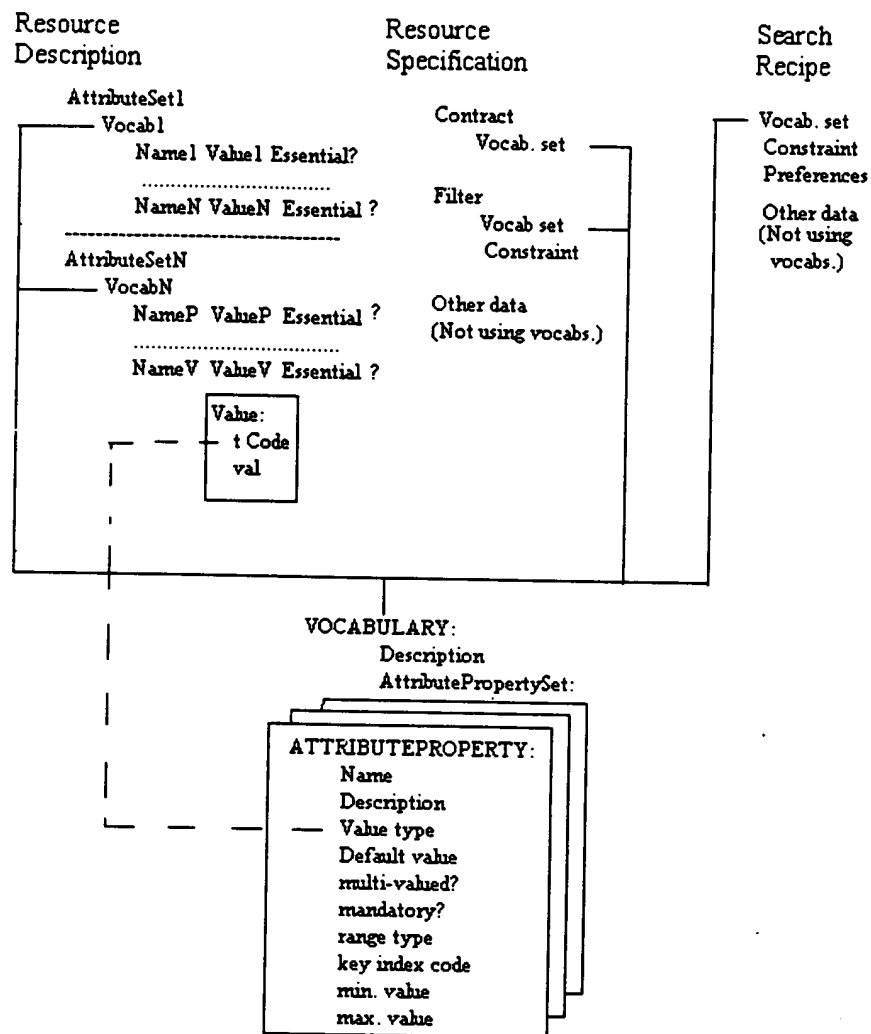 Resource
Description
AttributeSet1
Vocab1
Name1 Value1 Essential?
..................................
NameN ValueN Essential ?
AttributeSetN
VocabN
NameP ValueP Essential ?
..................................
NameV ValueV Essential ?
Value:
t Code
val
Resource
Specification
Contract
Vocab. set
Filter
Vocab set
Constraint
Other data
(Not using vocabs.)
Search
Recipe
Vocab. set
Constraint
Preferences
Other data
(Not using
vocabs.)
VOCABULARY:
Description
AttributePropertySet:
ATTRIBUTEPROPERTY:
Name
Description
Value type
Default value
multi-valued?
mandatory?
range type
key index code
min. value
max. value